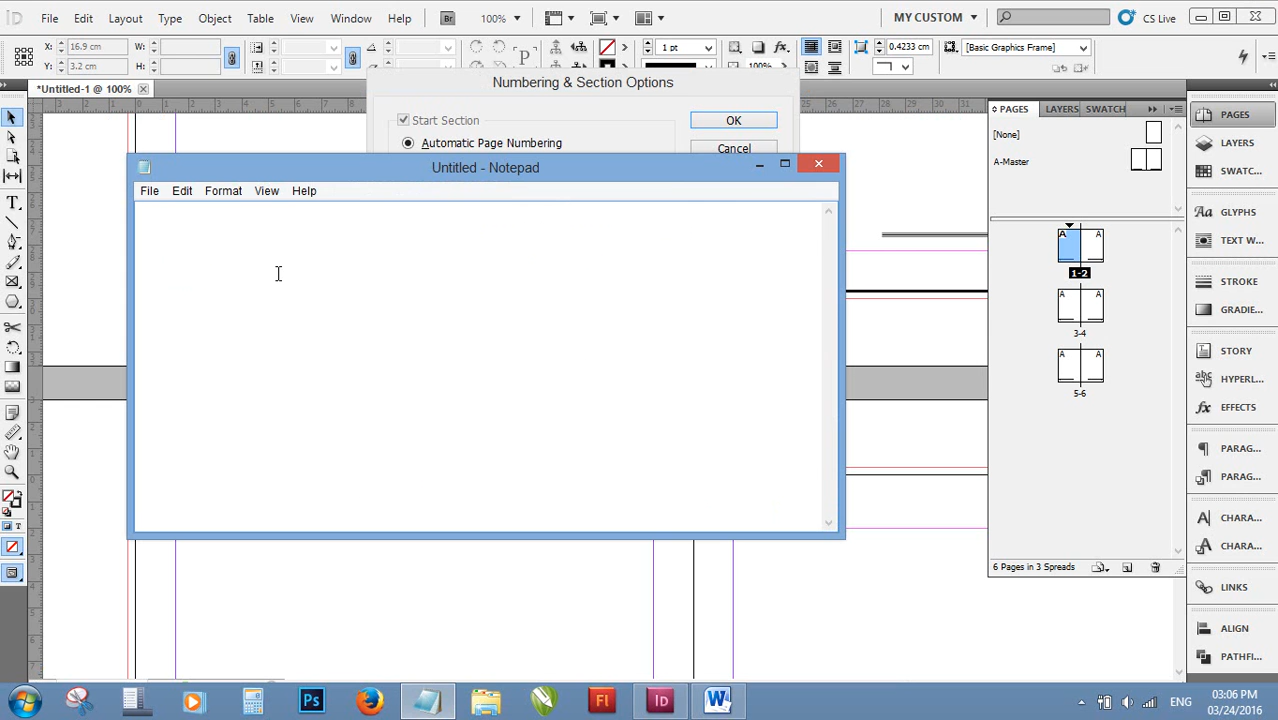 File Edit Layout Type Object Table View Window Help Br 100% MY CUSTOM CS Live
X: 16.9 cm W: 1 pt 0.4233 cm [Basic Graphics Frame]
Y: 3.2 cm H: 100%
*Untitled-1 @ 100%
Numbering & Section Options
Start Section OK
Automatic Page Numbering Cancel
Untitled - Notepad
File Edit Format View Help
PAGES LAYERS SWATCH
[None]
A-Master
A A
1-2
A A
3-4
A A
5-6
6 Pages in 3 Spreads
PAGES
LAYERS
SWATC...
GLYPHS
TEXT W...
STROKE
GRADIE...
STORY
HYPERL...
EFFECTS
PARAG...
PARAG...
CHARA...
CHARA...
LINKS
ALIGN
PATHFI...
Ps Fl Id W ENG 03:06 PM
03/24/2016